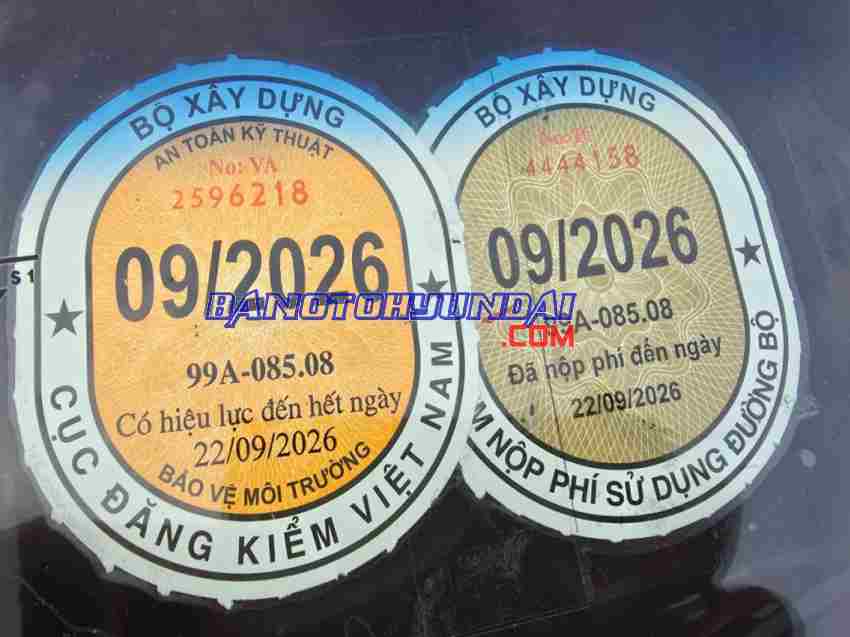 BỘ XÂY DỰNG
AN TOÀN KỸ THUẬT
No: VA
2596218
09/2026
99A-085.08
Có hiệu lực đến hết ngày
22/09/2026
BẢO VỆ MÔI TRƯỜNG
CỤC ĐĂNG KIỂM VIỆT NAM
BỘ XÂY DỰNG
4444158
09/2026
99A-085.08
Đã nộp phí đến ngày
22/09/2026
NỘP PHÍ SỬ DỤNG ĐƯỜNG BỘ
BANOTOHYUNDAI
.COM
S 1